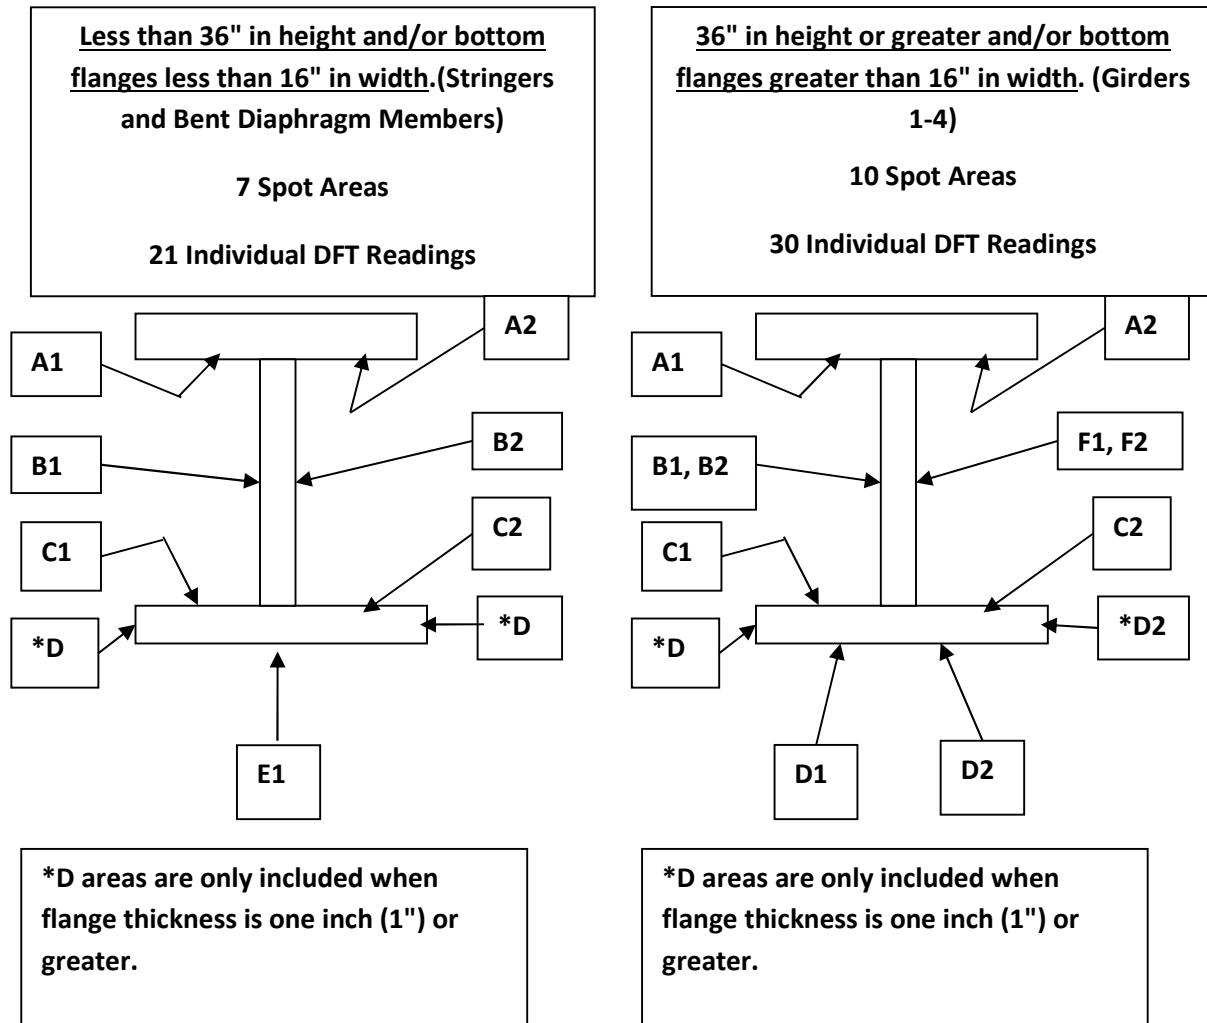 Less than 36" in height and/or bottom
flanges less than 16" in width.(Stringers
and Bent Diaphragm Members)
7 Spot Areas
21 Individual DFT Readings
A1
A2
B1
B2
C1
C2
*D
*D
E1
*D areas are only included when
flange thickness is one inch (1") or
greater.
36" in height or greater and/or bottom
flanges greater than 16" in width. (Girders
1-4)
10 Spot Areas
30 Individual DFT Readings
A1
A2
B1, B2
F1, F2
C1
C2
*D
*D2
D1
D2
*D areas are only included when
flange thickness is one inch (1") or
greater.